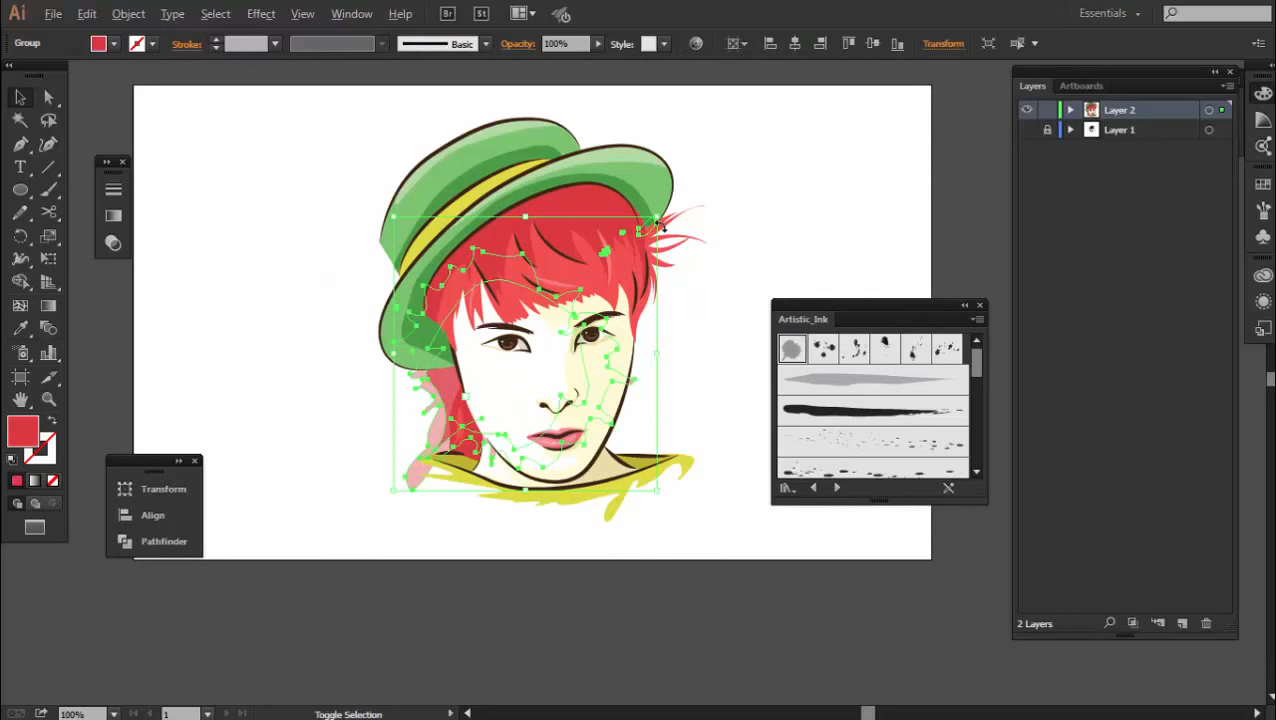 Ai File Edit Object Type Select Effect View Window Help Br St Essentials
Group Stroke: Basic Opacity: 100% Style: Transform
Layers Artboards
Layer 2
Layer 1
Artistic_Ink
Transform
Align
Pathfinder
2 Layers
100% 1 Toggle Selection